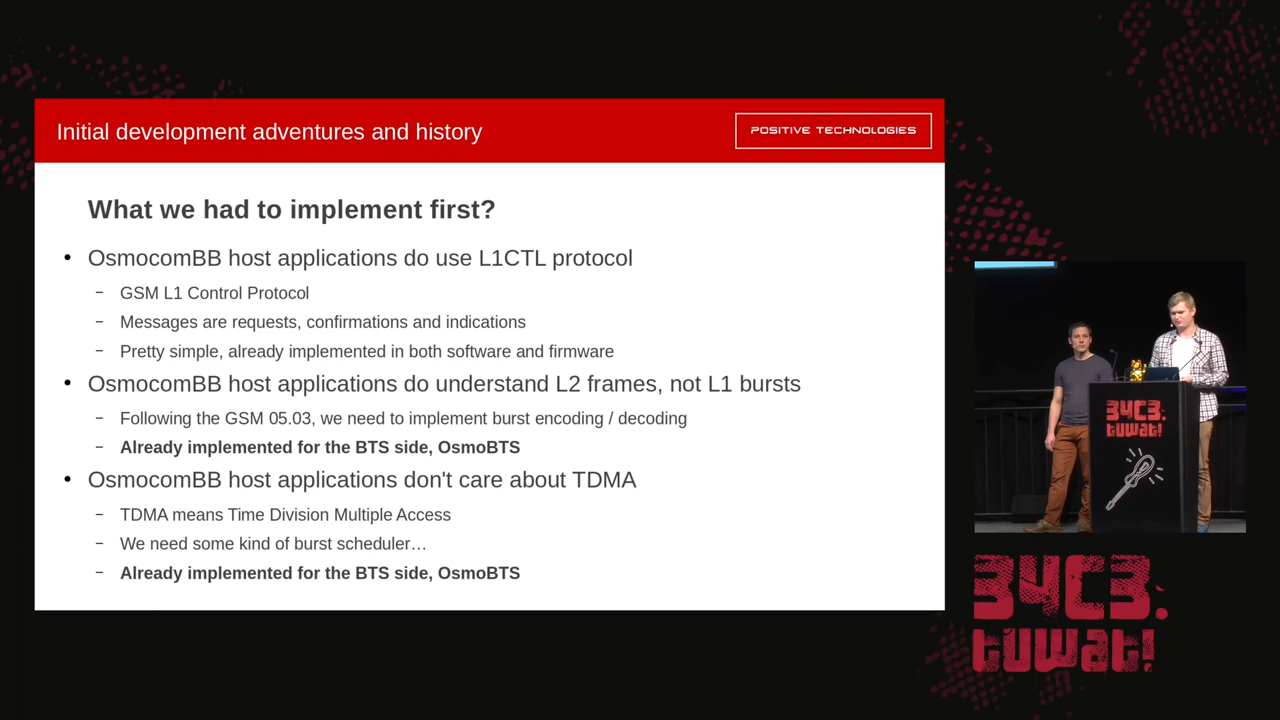 Initial development adventures and history
POSITIVE TECHNOLOGIES
What we had to implement first?
• OsmocomBB host applications do use L1CTL protocol
– GSM L1 Control Protocol
– Messages are requests, confirmations and indications
– Pretty simple, already implemented in both software and firmware
• OsmocomBB host applications do understand L2 frames, not L1 bursts
– Following the GSM 05.03, we need to implement burst encoding / decoding
– Already implemented for the BTS side, OsmoBTS
• OsmocomBB host applications don't care about TDMA
– TDMA means Time Division Multiple Access
– We need some kind of burst scheduler…
– Already implemented for the BTS side, OsmoBTS
34C3.
tuwat!
34C3.
tuwat!